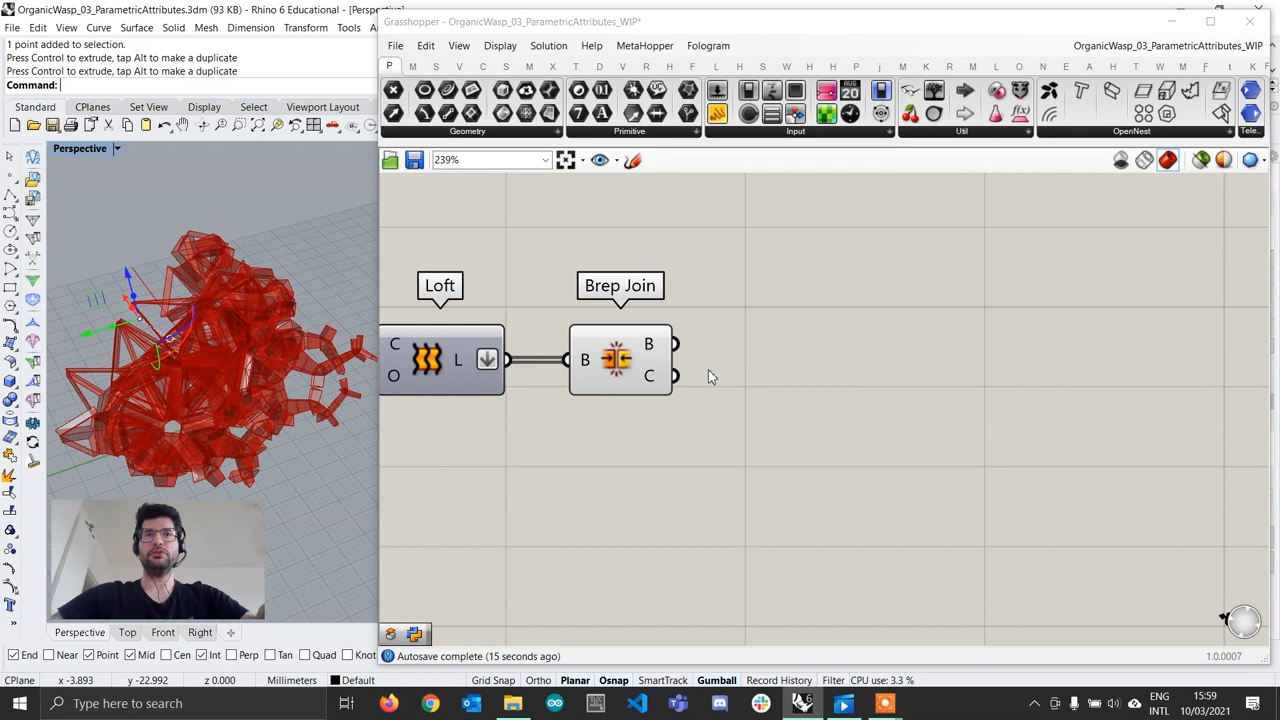 OrganicWasp_03_ParametricAttributes.3dm (93 KB) - Rhino 6 Educational - [Perspective]
File Edit View Curve Surface Solid Mesh Dimension Transform Tools
1 point added to selection.
Press Control to extrude, tap Alt to make a duplicate
Press Control to extrude, tap Alt to make a duplicate
Command:
Standard CPlanes Set View Display Select Viewport Layout
Perspective
Grasshopper - OrganicWasp_03_ParametricAttributes_WIP*
File Edit View Display Solution Help MetaHopper Fologram OrganicWasp_03_ParametricAttributes_WIP
Geometry Primitive Input Util OpenNest Tele...
239%
Loft Brep Join
C O L B B C
Autosave complete (15 seconds ago) 1.0.0007
Perspective Top Front Right
End Near Point Mid Cen Int Perp Tan Quad Knot
CPlane x -3.893 y -22.992 z 0.000 Millimeters Default Grid Snap Ortho Planar Osnap SmartTrack Gumball Record History Filter CPU use: 3.3 %
Type here to search
ENG 15:59
INTL 10/03/2021